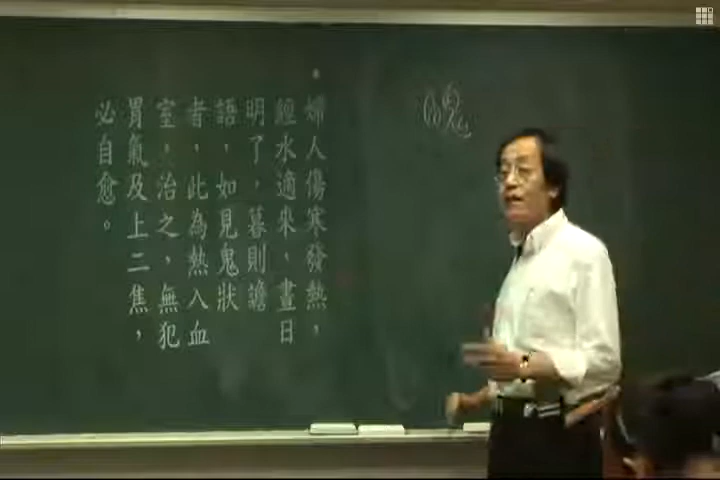 婦人傷寒發熱，
經水適來，晝日
明了，暮則譫
語，如見鬼狀
者，此為熱入血
室，治之，無犯
胃氣及上二焦，
必自愈。